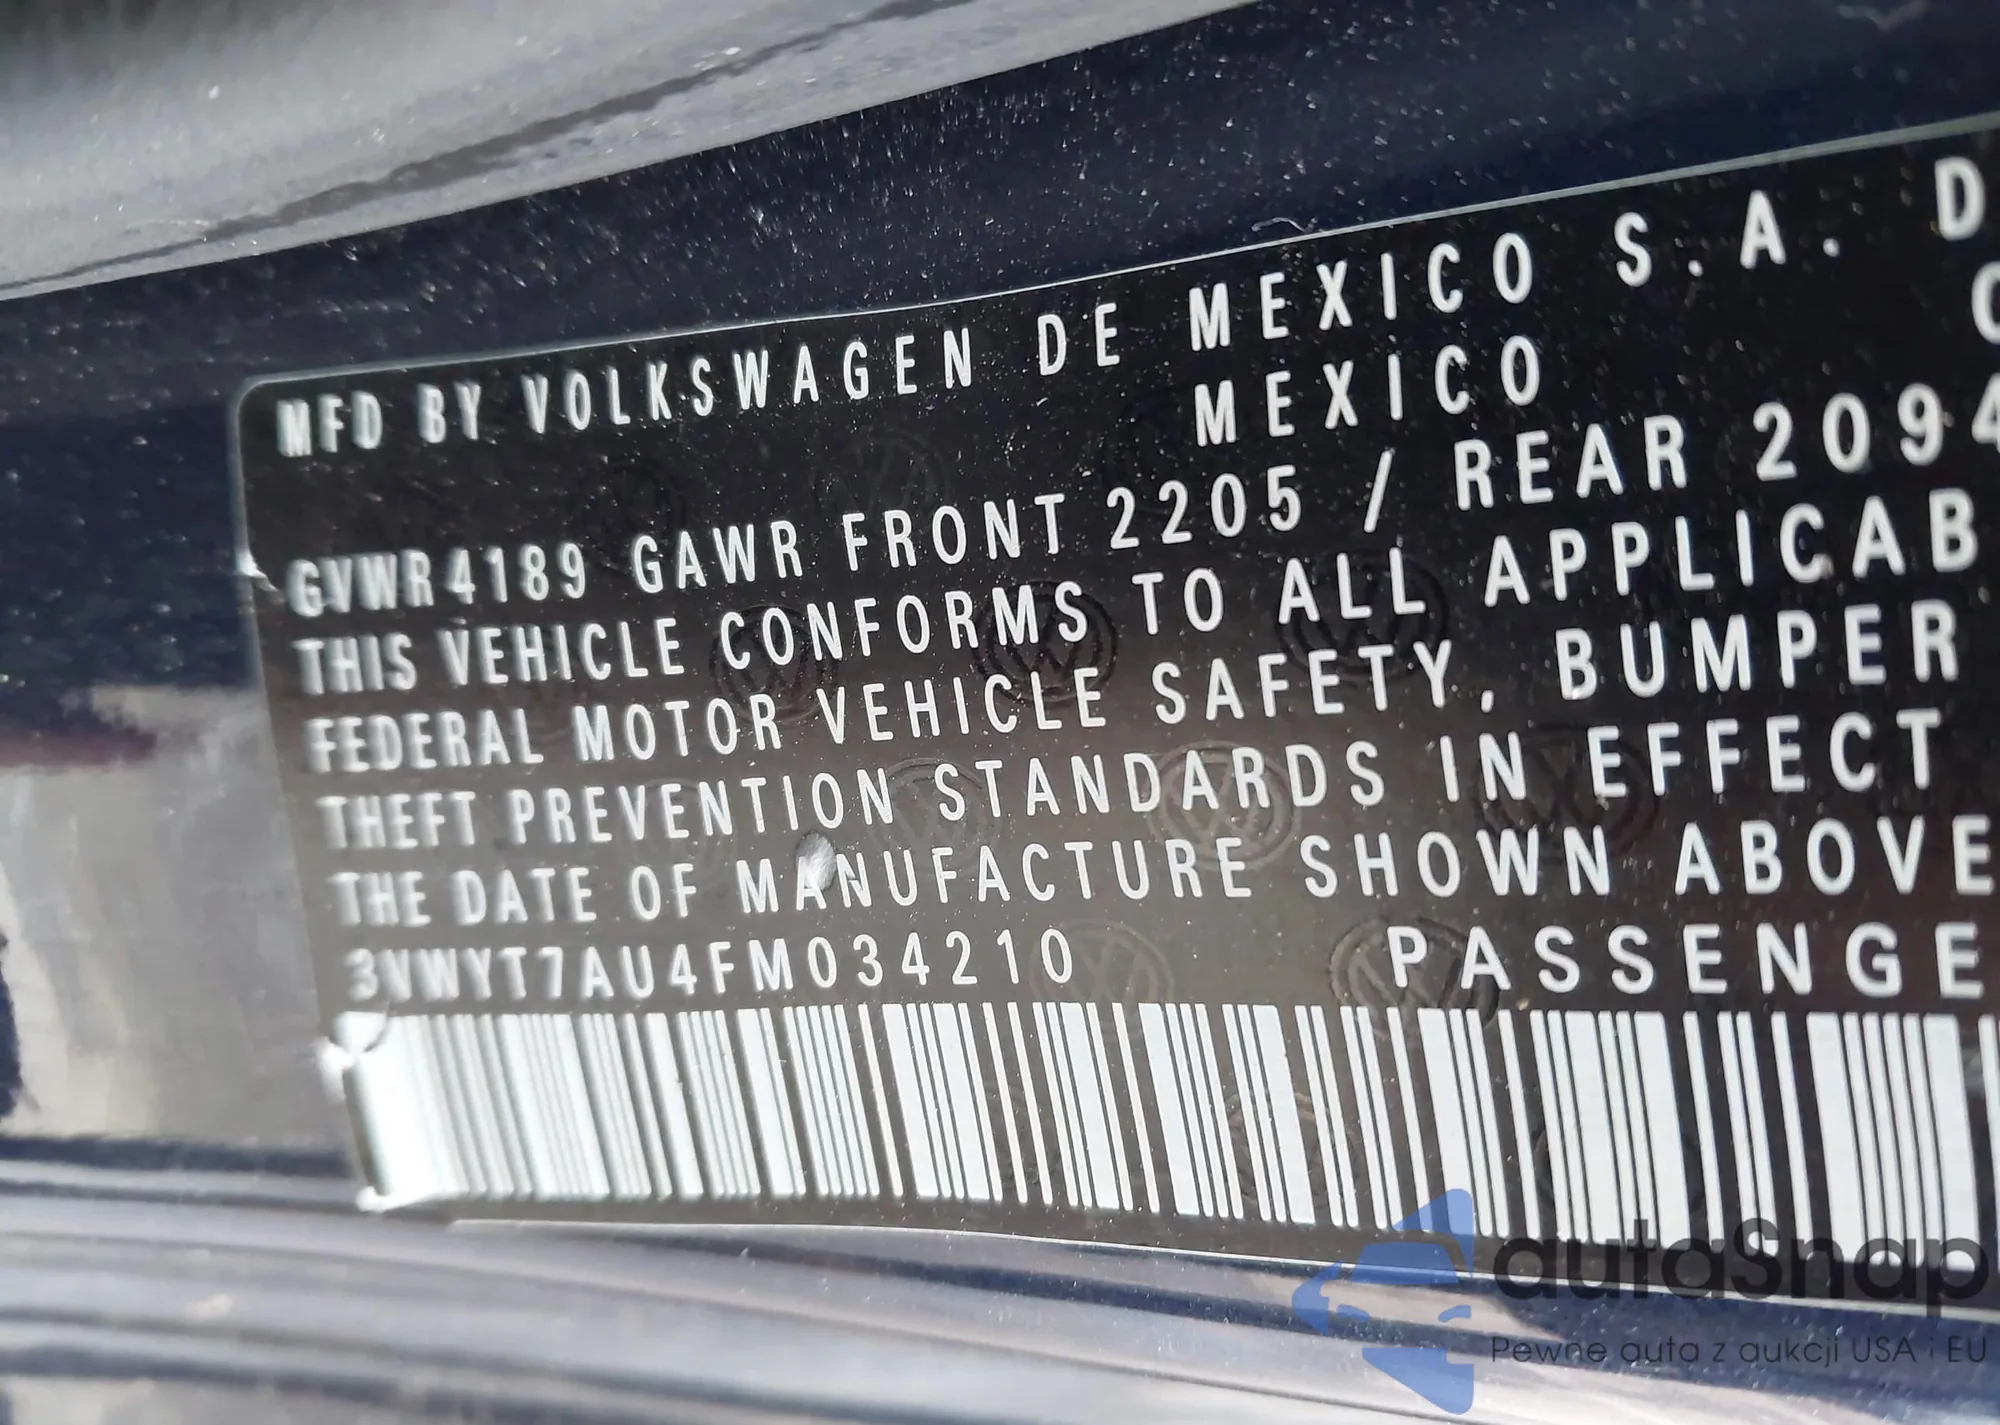 MFD BY VOLKSWAGEN DE MEXICO S.A. D
MEXICO
GVWR 4189 GAWR FRONT 2205 / REAR 2094
THIS VEHICLE CONFORMS TO ALL APPLICAB
FEDERAL MOTOR VEHICLE SAFETY, BUMPER
THEFT PREVENTION STANDARDS IN EFFECT
THE DATE OF MANUFACTURE SHOWN ABOVE
3VWYT7AU4FM034210 PASSENGE
autaSnap
Pewne auta z aukcji USA i EU